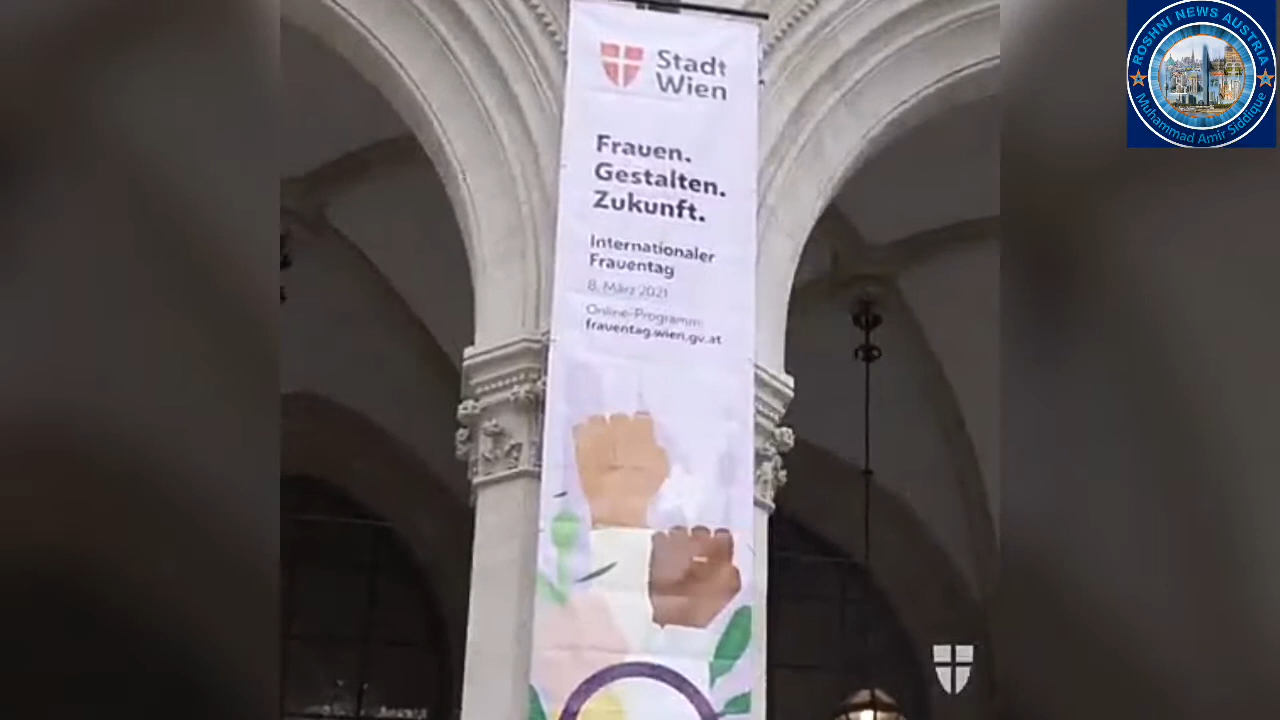 Stadt
Wien
Frauen.
Gestalten.
Zukunft.
Internationaler
Frauentag
8. März 2021
Online-Programm:
frauentag.wien.gv.at
ROSHNI NEWS AUSTRIA
Muhammad Amir Siddique